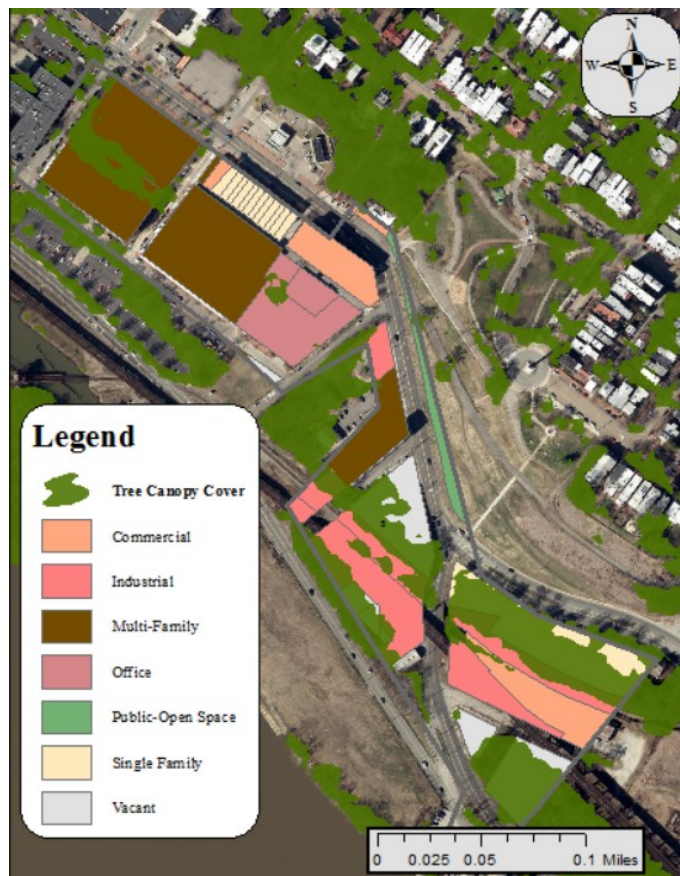 N
W E
S
Legend
Tree Canopy Cover
Commercial
Industrial
Multi-Family
Office
Public-Open Space
Single Family
Vacant
0 0.025 0.05 0.1 Miles